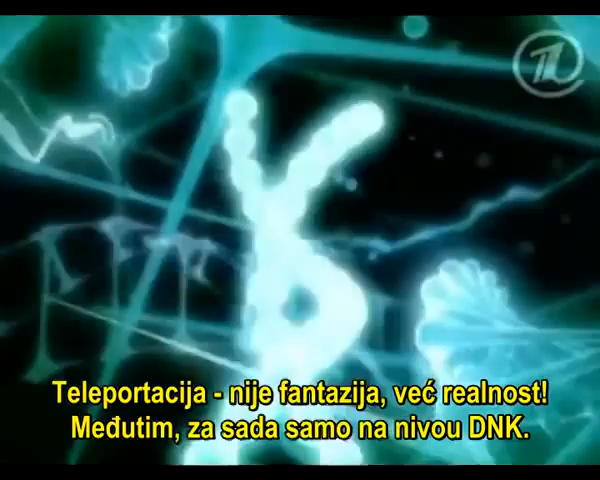 Teleportacija - nije fantazija, već realnost!
Međutim, za sada samo na nivou DNK.